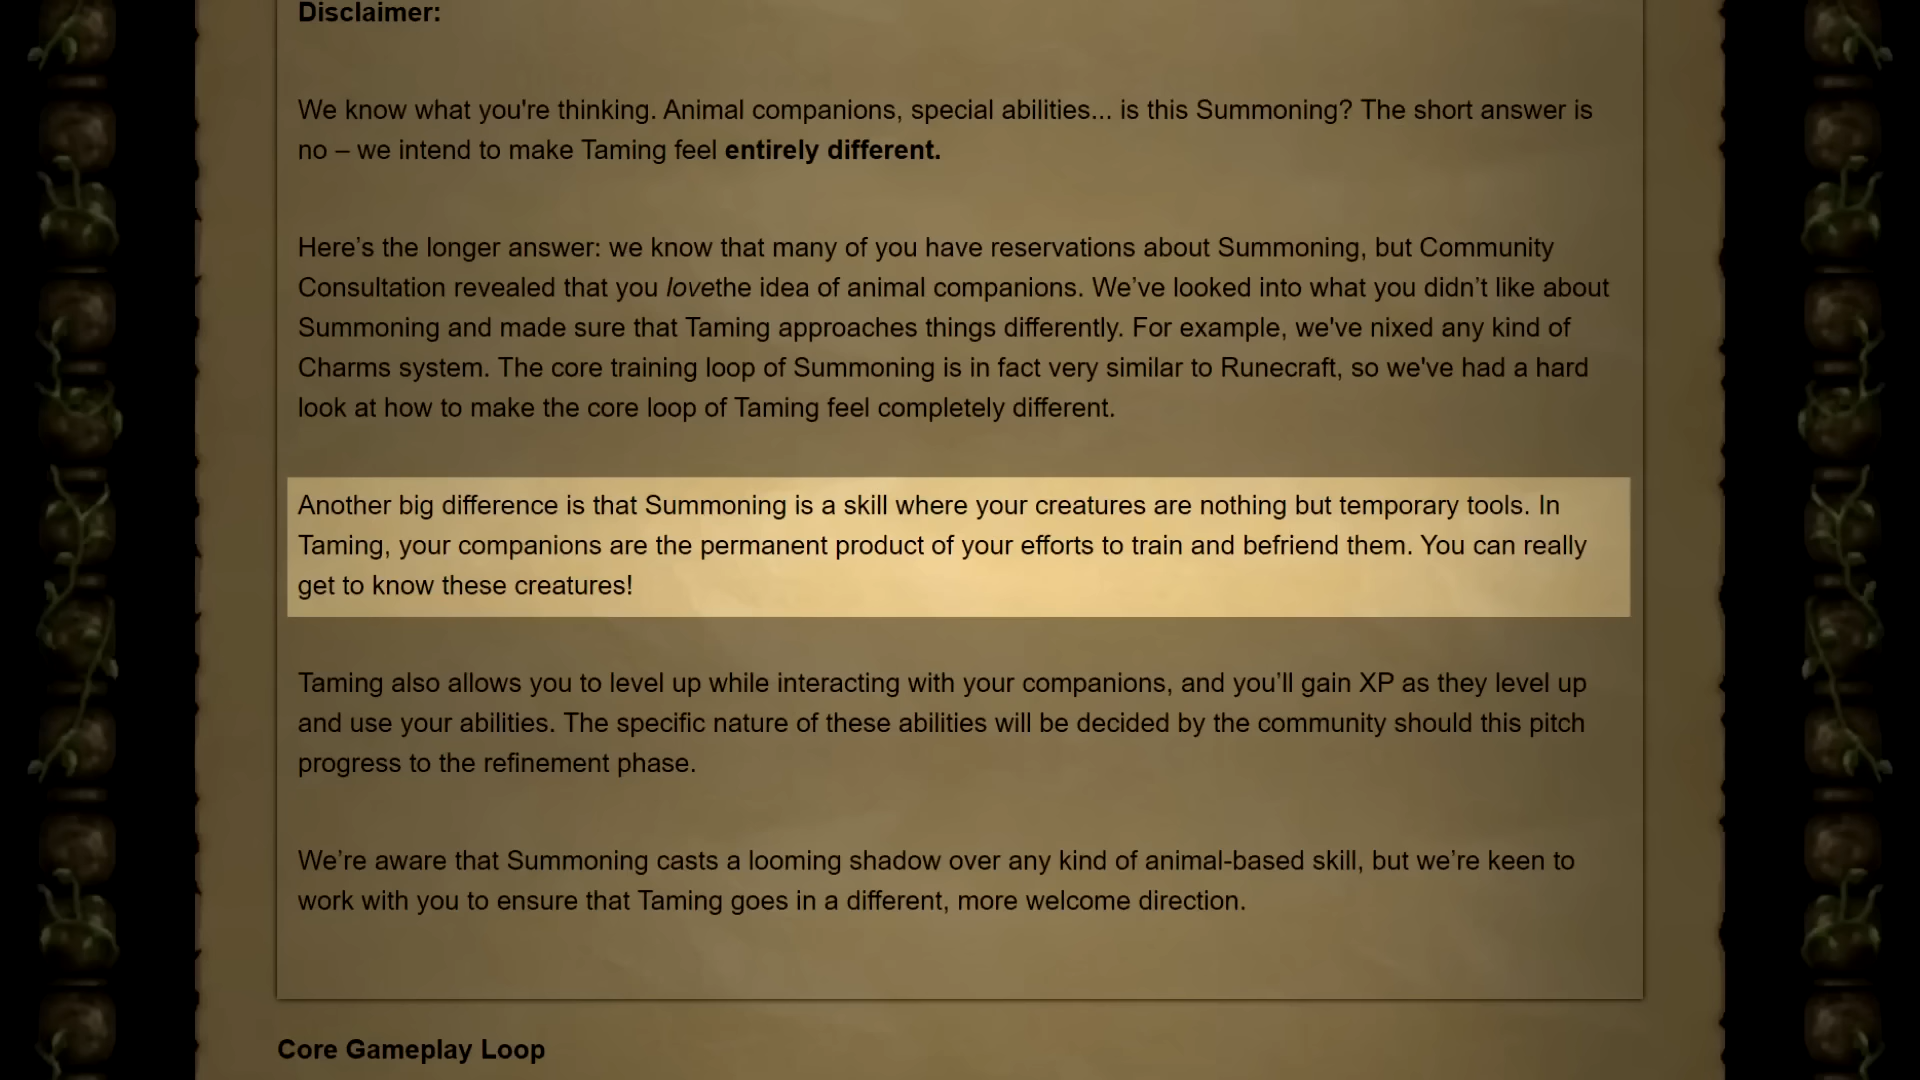 Disclaimer:
We know what you're thinking. Animal companions, special abilities... is this Summoning? The short answer is
no – we intend to make Taming feel entirely different.
Here’s the longer answer: we know that many of you have reservations about Summoning, but Community
Consultation revealed that you lovethe idea of animal companions. We’ve looked into what you didn’t like about
Summoning and made sure that Taming approaches things differently. For example, we've nixed any kind of
Charms system. The core training loop of Summoning is in fact very similar to Runecraft, so we've had a hard
look at how to make the core loop of Taming feel completely different.
Another big difference is that Summoning is a skill where your creatures are nothing but temporary tools. In
Taming, your companions are the permanent product of your efforts to train and befriend them. You can really
get to know these creatures!
Taming also allows you to level up while interacting with your companions, and you’ll gain XP as they level up
and use your abilities. The specific nature of these abilities will be decided by the community should this pitch
progress to the refinement phase.
We’re aware that Summoning casts a looming shadow over any kind of animal-based skill, but we’re keen to
work with you to ensure that Taming goes in a different, more welcome direction.
Core Gameplay Loop